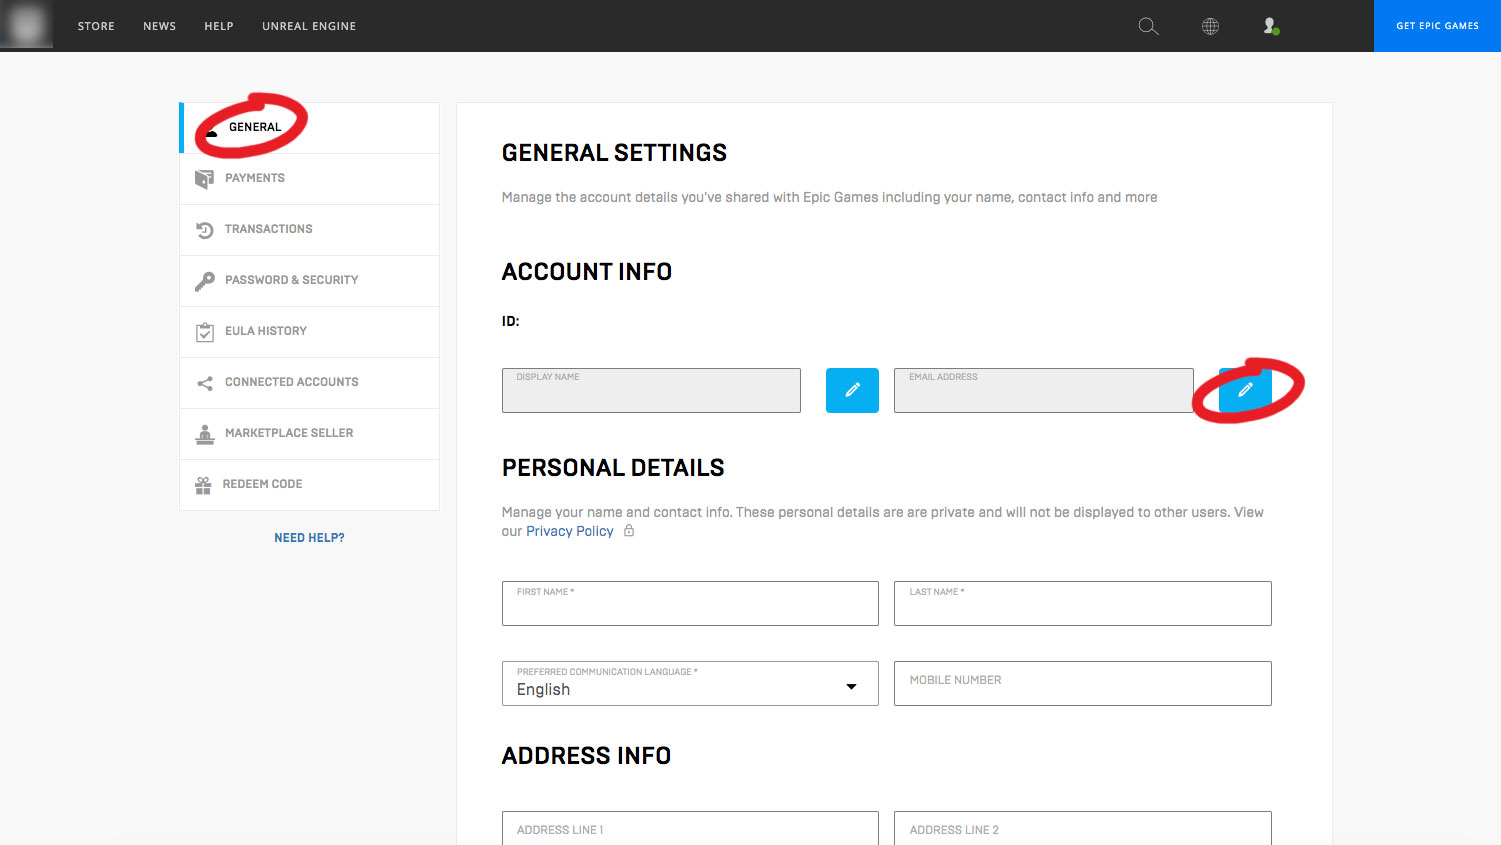 STORE NEWS HELP UNREAL ENGINE GET EPIC GAMES
GENERAL
PAYMENTS
TRANSACTIONS
PASSWORD & SECURITY
EULA HISTORY
CONNECTED ACCOUNTS
MARKETPLACE SELLER
REDEEM CODE
NEED HELP?
GENERAL SETTINGS
Manage the account details you've shared with Epic Games including your name, contact info and more
ACCOUNT INFO
ID:
DISPLAY NAME EMAIL ADDRESS
PERSONAL DETAILS
Manage your name and contact info. These personal details are are private and will not be displayed to other users. View
our Privacy Policy
FIRST NAME * LAST NAME *
PREFERRED COMMUNICATION LANGUAGE *
English
MOBILE NUMBER
ADDRESS INFO
ADDRESS LINE 1 ADDRESS LINE 2